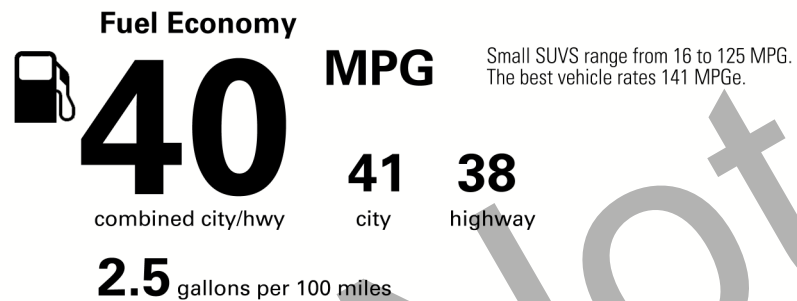 Fuel Economy
40 MPG
Small SUVS range from 16 to 125 MPG.
The best vehicle rates 141 MPGe.
combined city/hwy
41 city
38 highway
2.5 gallons per 100 miles
Not